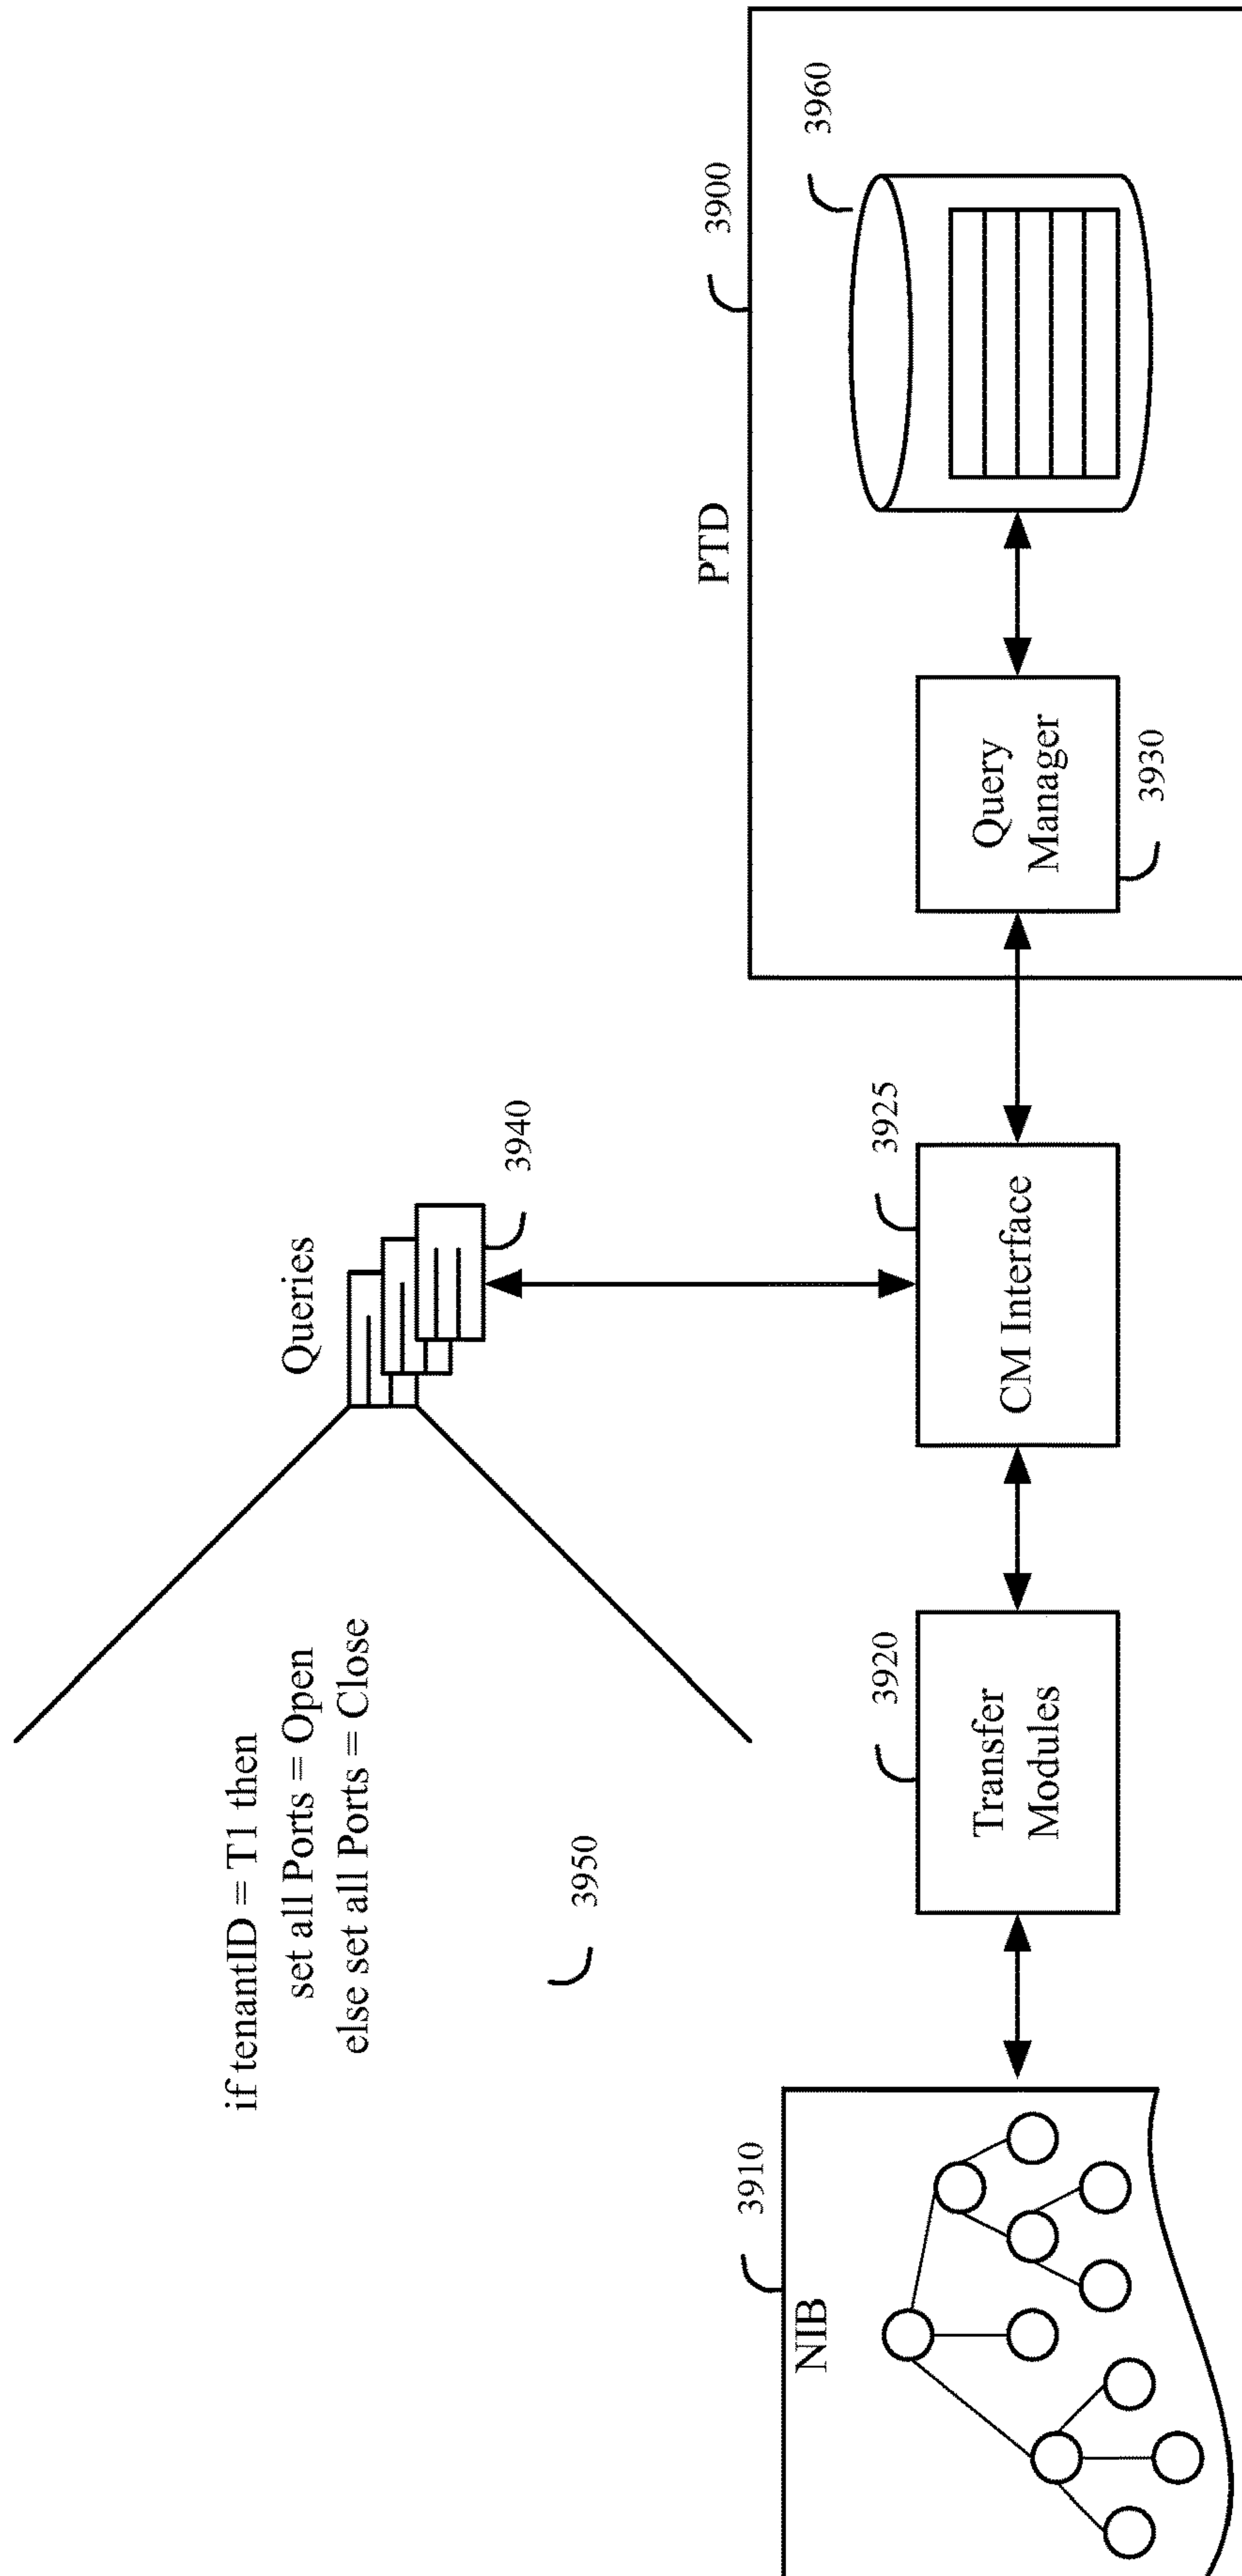 if tenantID = T1 then
set all Ports = Open
else set all Ports = Close
3950
Queries
3940
NIB
3910
Transfer
Modules
3920
CM Interface
3925
PTD
3900
Query
Manager
3930
3960